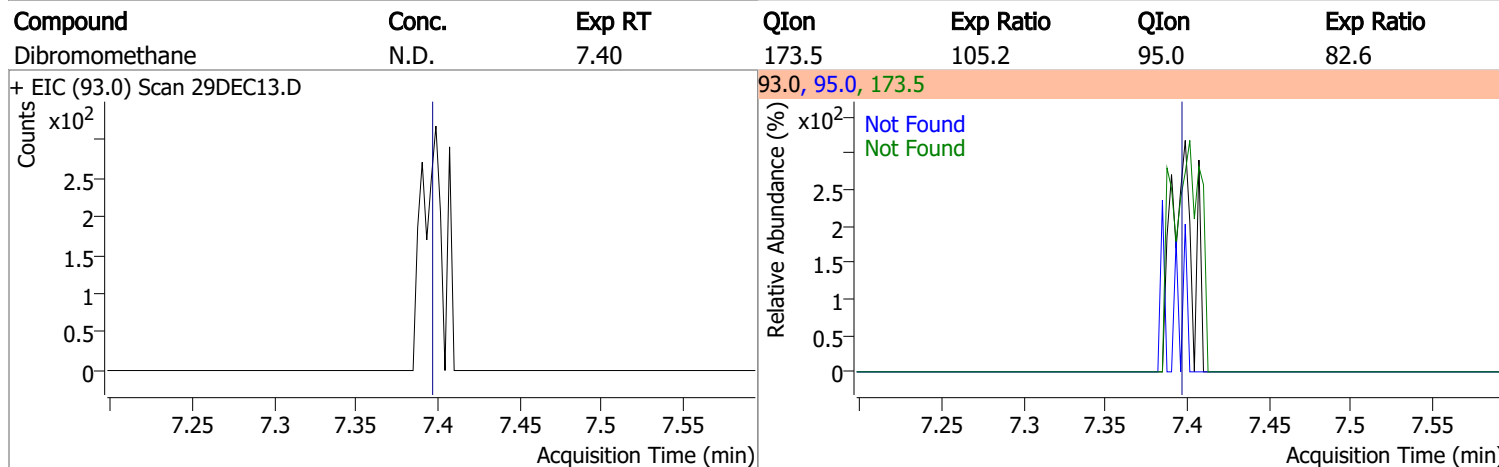 Compound Conc. Exp RT QIon Exp Ratio QIon Exp Ratio
Dibromomethane N.D. 7.40 173.5 105.2 95.0 82.6
+ EIC (93.0) Scan 29DEC13.D
Counts
x10²
2.5
2
1.5
1
0.5
0
7.25 7.3 7.35 7.4 7.45 7.5 7.55
Acquisition Time (min)
93.0, 95.0, 173.5
Relative Abundance (%)
x10²
Not Found
Not Found
2.5
2
1.5
1
0.5
0
7.25 7.3 7.35 7.4 7.45 7.5 7.55
Acquisition Time (min)